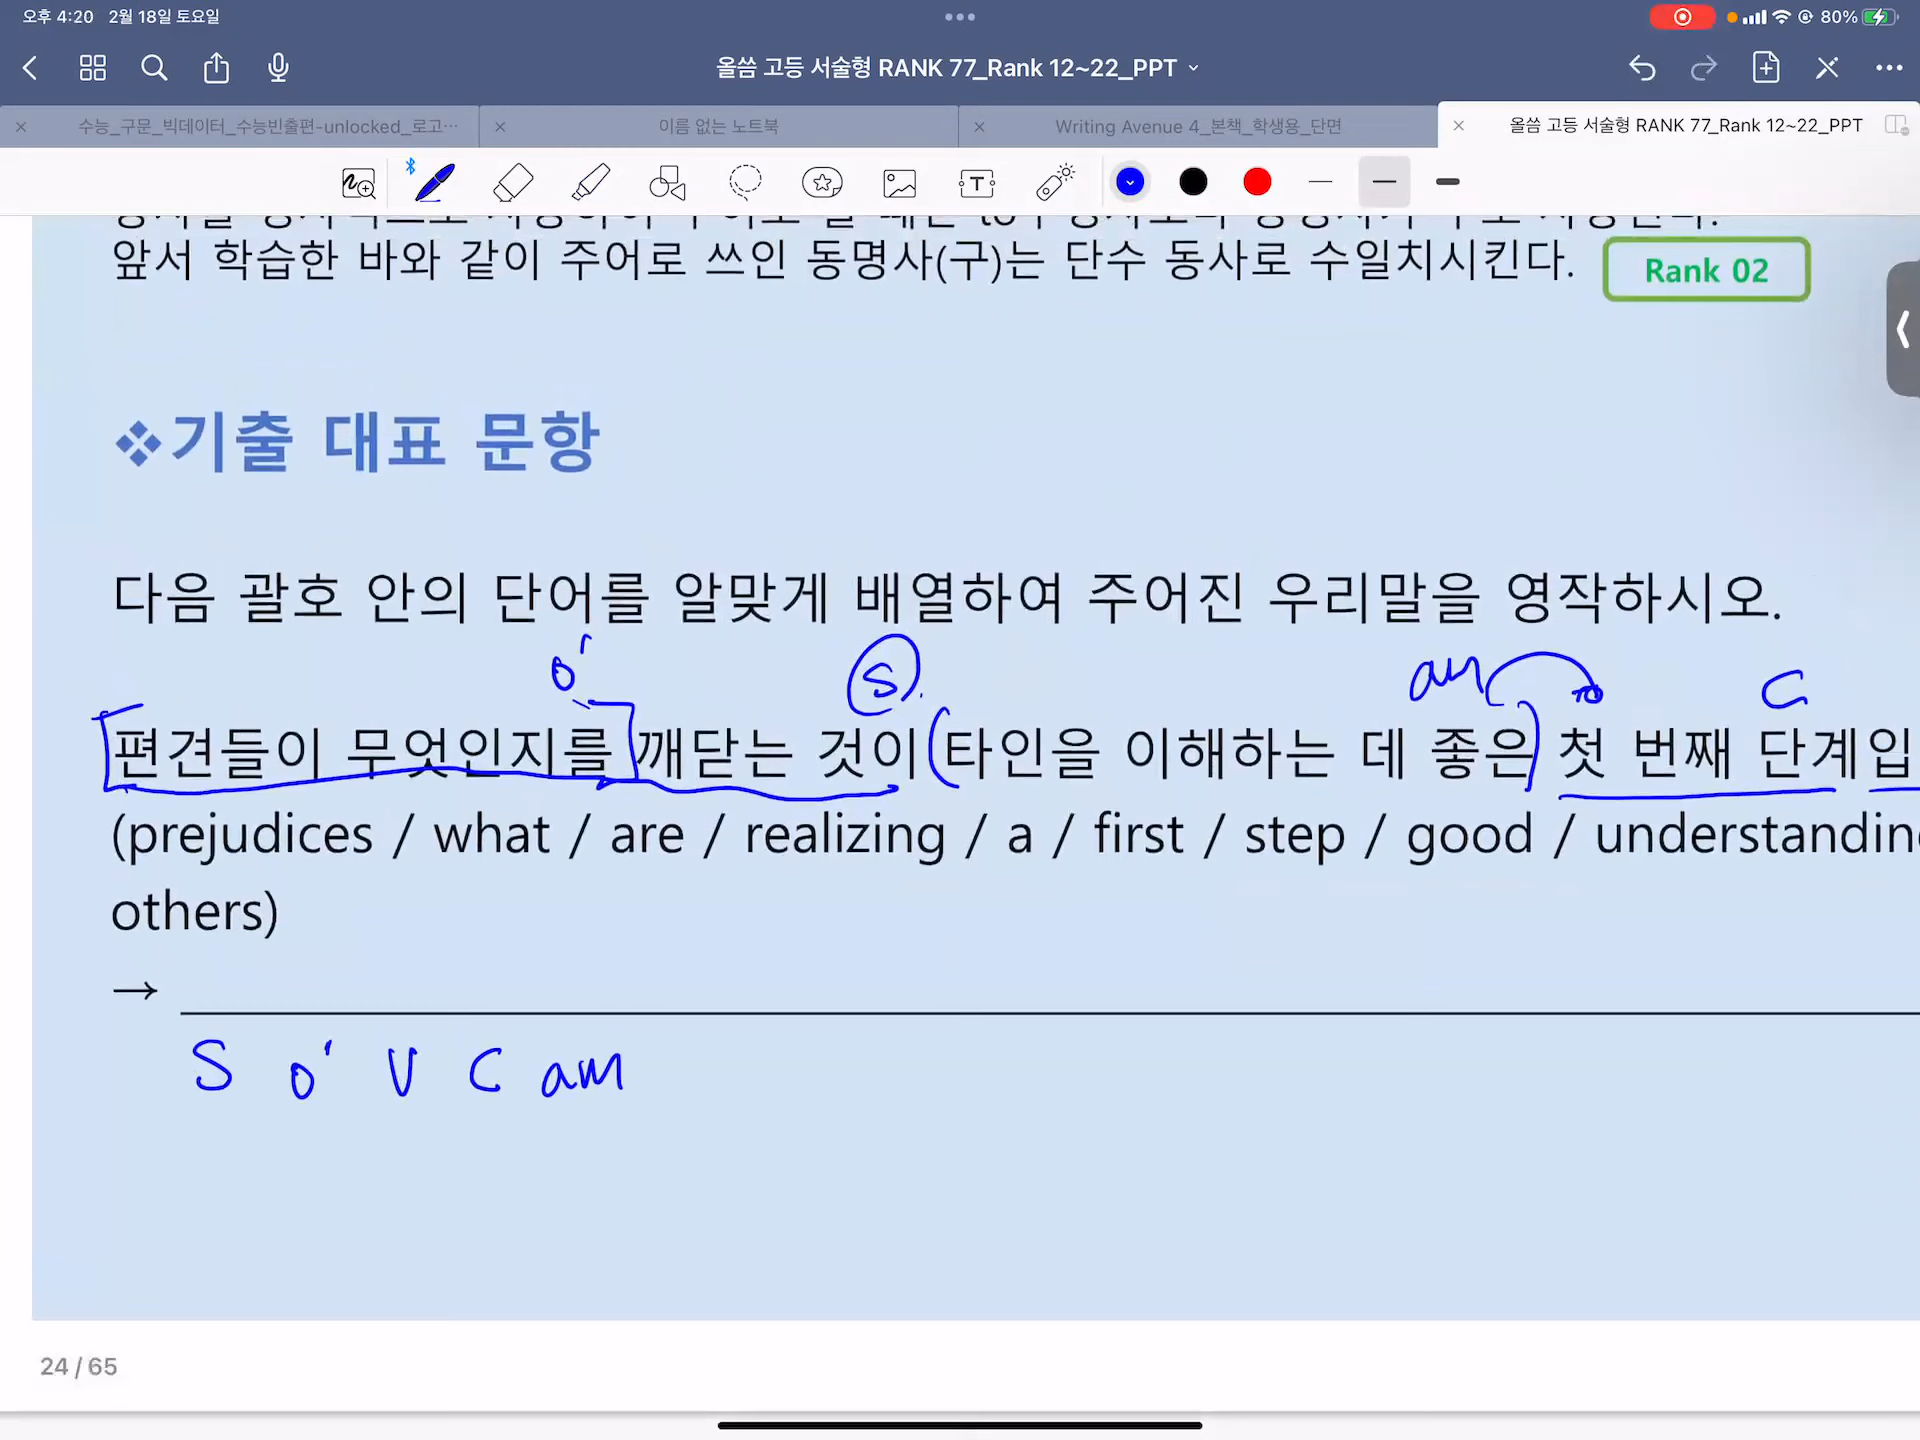 오후 4:20 2월 18일 토요일
80%
올씀 고등 서술형 RANK 77_Rank 12~22_PPT
수능_구문_빅데이터_수능빈출편-unlocked_로고…
이름 없는 노트북
Writing Avenue 4_본책_학생용_단면
올씀 고등 서술형 RANK 77_Rank 12~22_PPT
앞서 학습한 바와 같이 주어로 쓰인 동명사(구)는 단수 동사로 수일치시킨다. Rank 02
❖기출 대표 문항
다음 괄호 안의 단어를 알맞게 배열하여 주어진 우리말을 영작하시오.
o' S am C
편견들이 무엇인지를 깨닫는 것이 (타인을 이해하는 데 좋은) 첫 번째 단계입
(prejudices / what / are / realizing / a / first / step / good / understanding
others)
→
S o' V C am
24 / 65